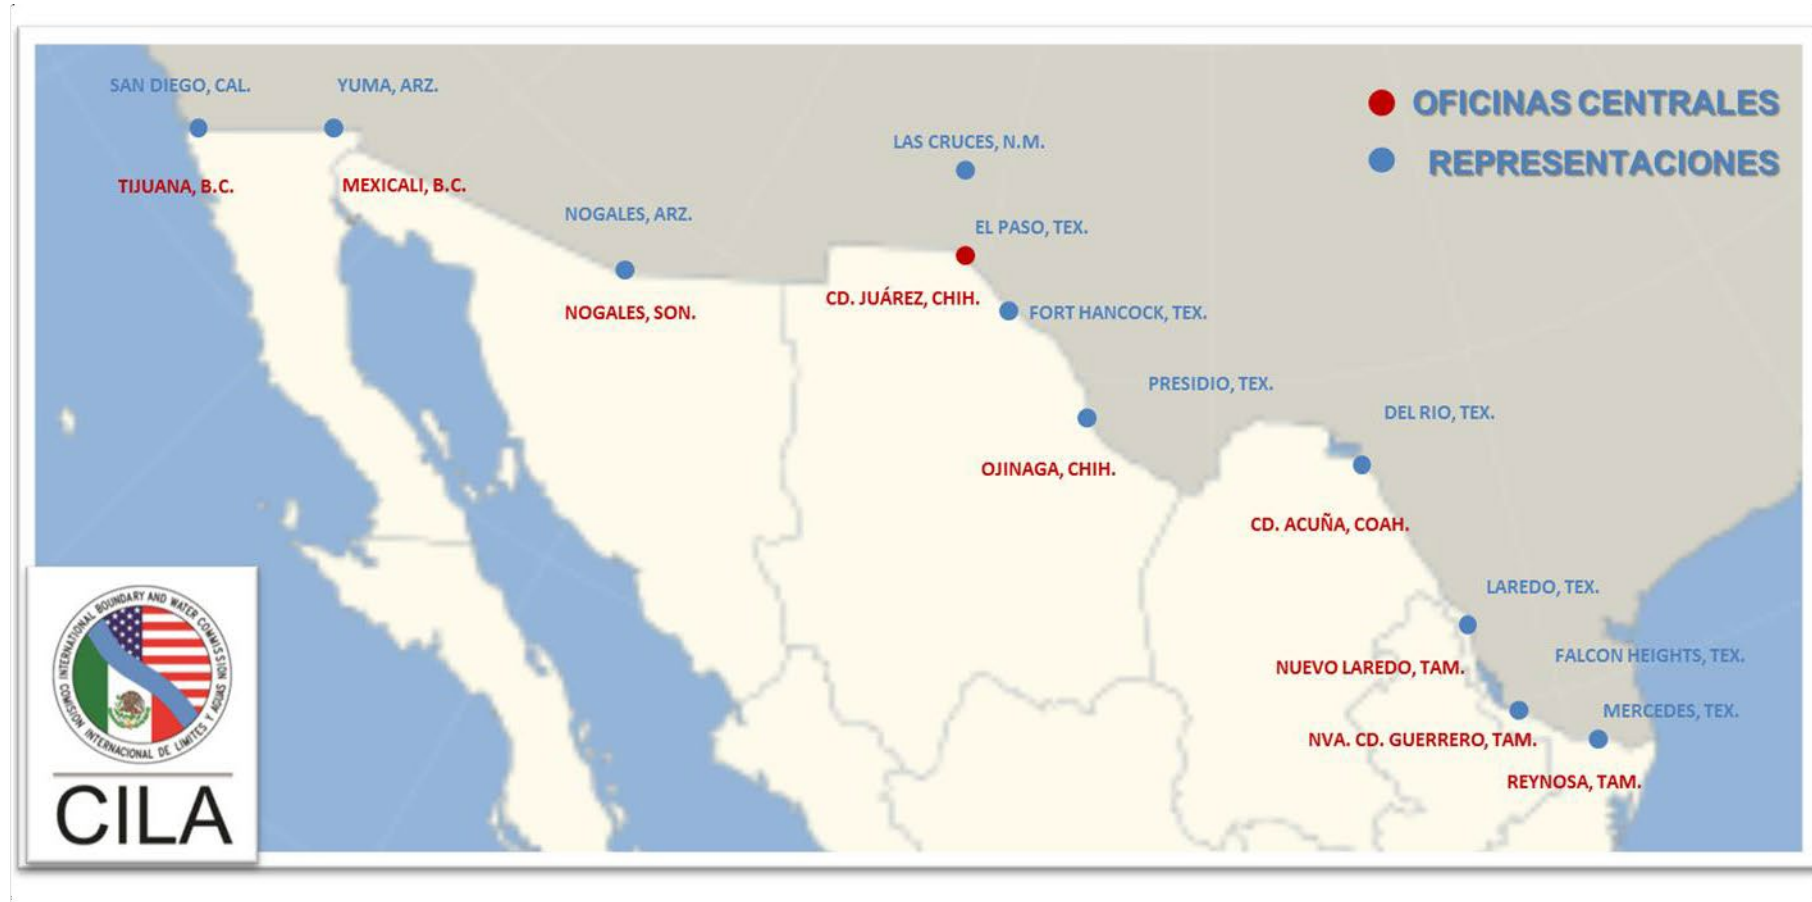 SAN DIEGO, CAL.
YUMA, ARZ.
OFICINAS CENTRALES
LAS CRUCES, N.M.
REPRESENTACIONES
TIJUANA, B.C.
MEXICALI, B.C.
NOGALES, ARZ.
EL PASO, TEX.
CD. JUÁREZ, CHIH.
NOGALES, SON.
FORT HANCOCK, TEX.
PRESIDIO, TEX.
DEL RIO, TEX.
OJINAGA, CHIH.
CD. ACUÑA, COAH.
LAREDO, TEX.
FALCON HEIGHTS, TEX.
NUEVO LAREDO, TAM.
MERCEDES, TEX.
NVA. CD. GUERRERO, TAM.
REYNOSA, TAM.
INTERNATIONAL BOUNDARY AND WATER COMMISSION
COMISION INTERNACIONAL DE LIMITES Y AGUAS
CILA